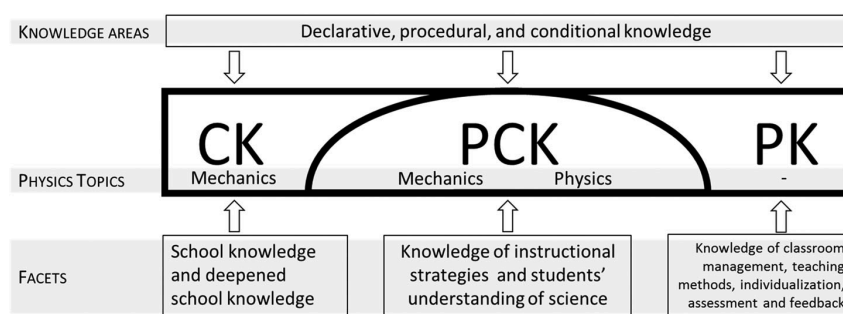 KNOWLEDGE AREAS
Declarative, procedural, and conditional knowledge
CK PCK PK
PHYSICS TOPICS
Mechanics Mechanics Physics -
FACETS
School knowledge
and deepened
school knowledge
Knowledge of instructional
strategies and students'
understanding of science
Knowledge of classroom
management, teaching
methods, individualization,
assessment and feedback